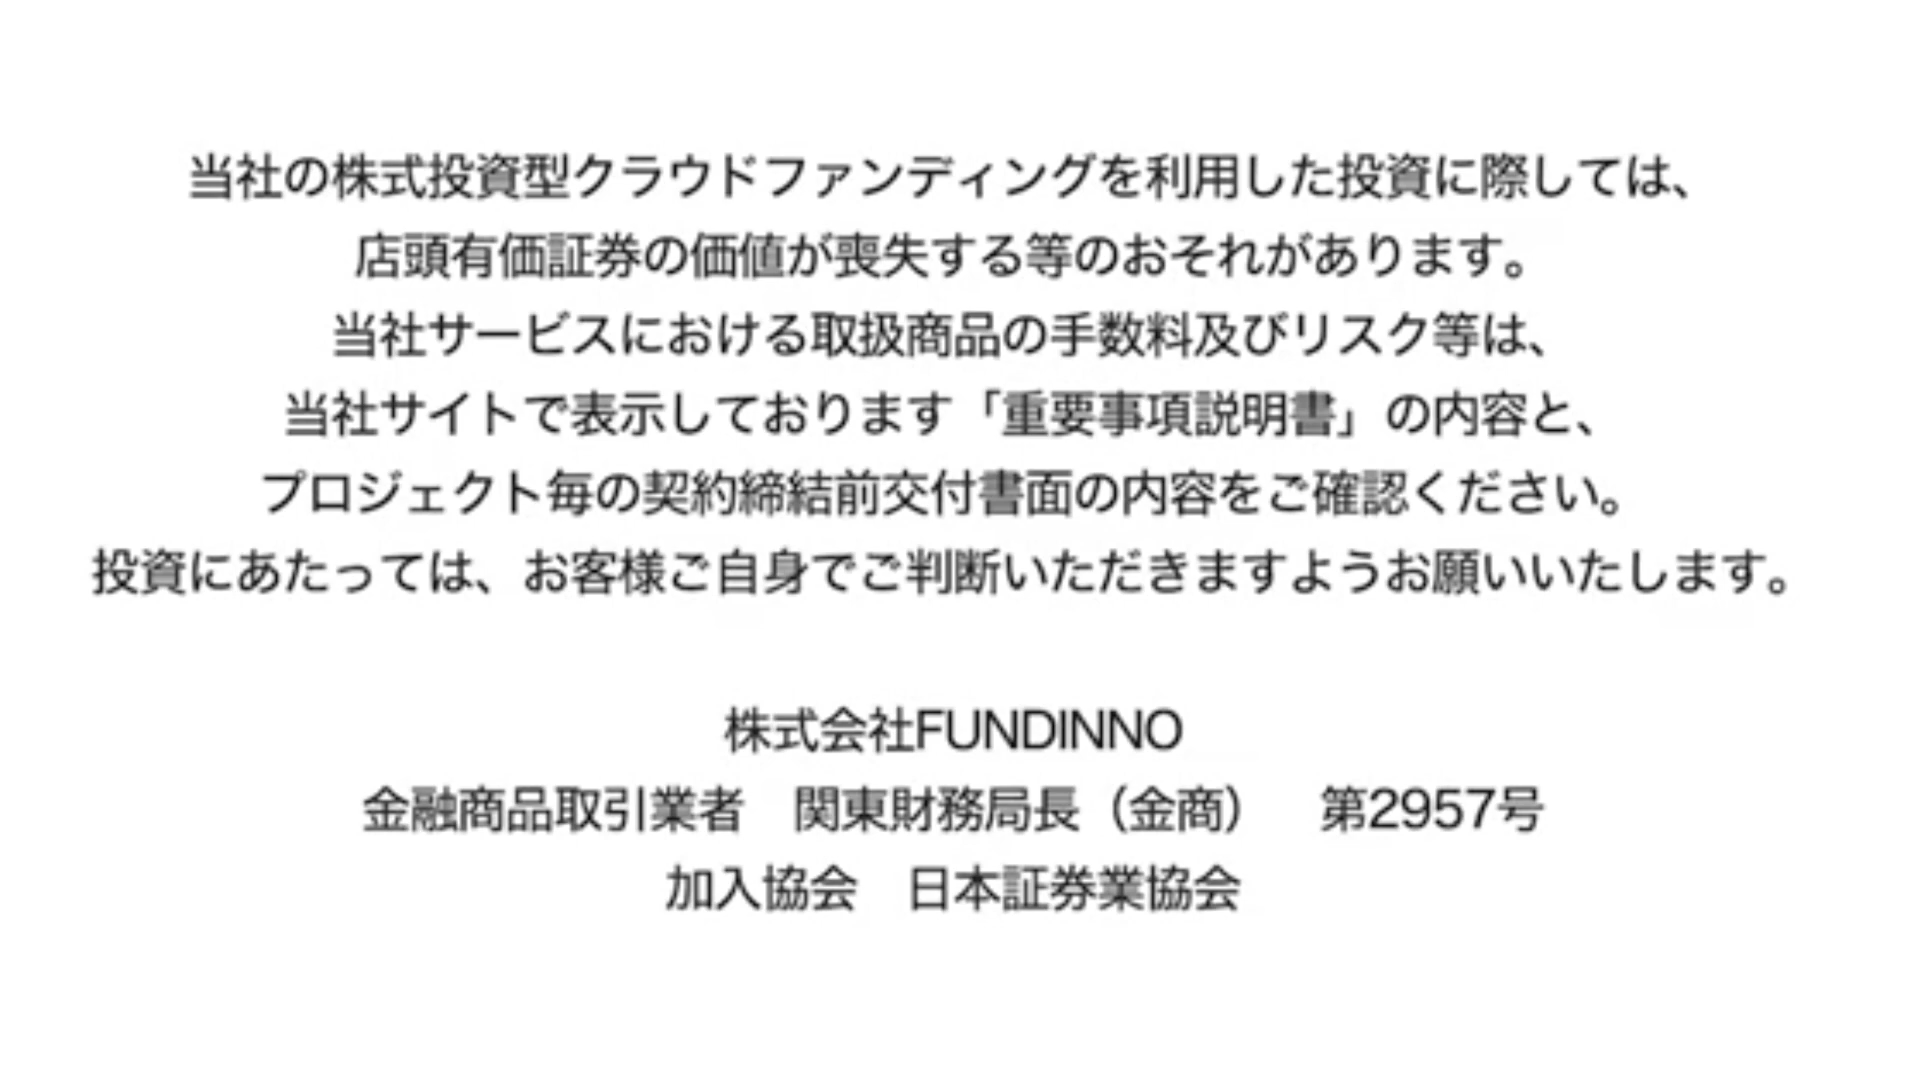 当社の株式投資型クラウドファンディングを利用した投資に際しては、
店頭有価証券の価値が喪失する等のおそれがあります。
当社サービスにおける取扱商品の手数料及びリスク等は、
当社サイトで表示しております「重要事項説明書」の内容と、
プロジェクト毎の契約締結前交付書面の内容をご確認ください。
投資にあたっては、お客様ご自身でご判断いただきますようお願いいたします。
株式会社FUNDINNO
金融商品取引業者　関東財務局長（金商）　第2957号
加入協会　日本証券業協会